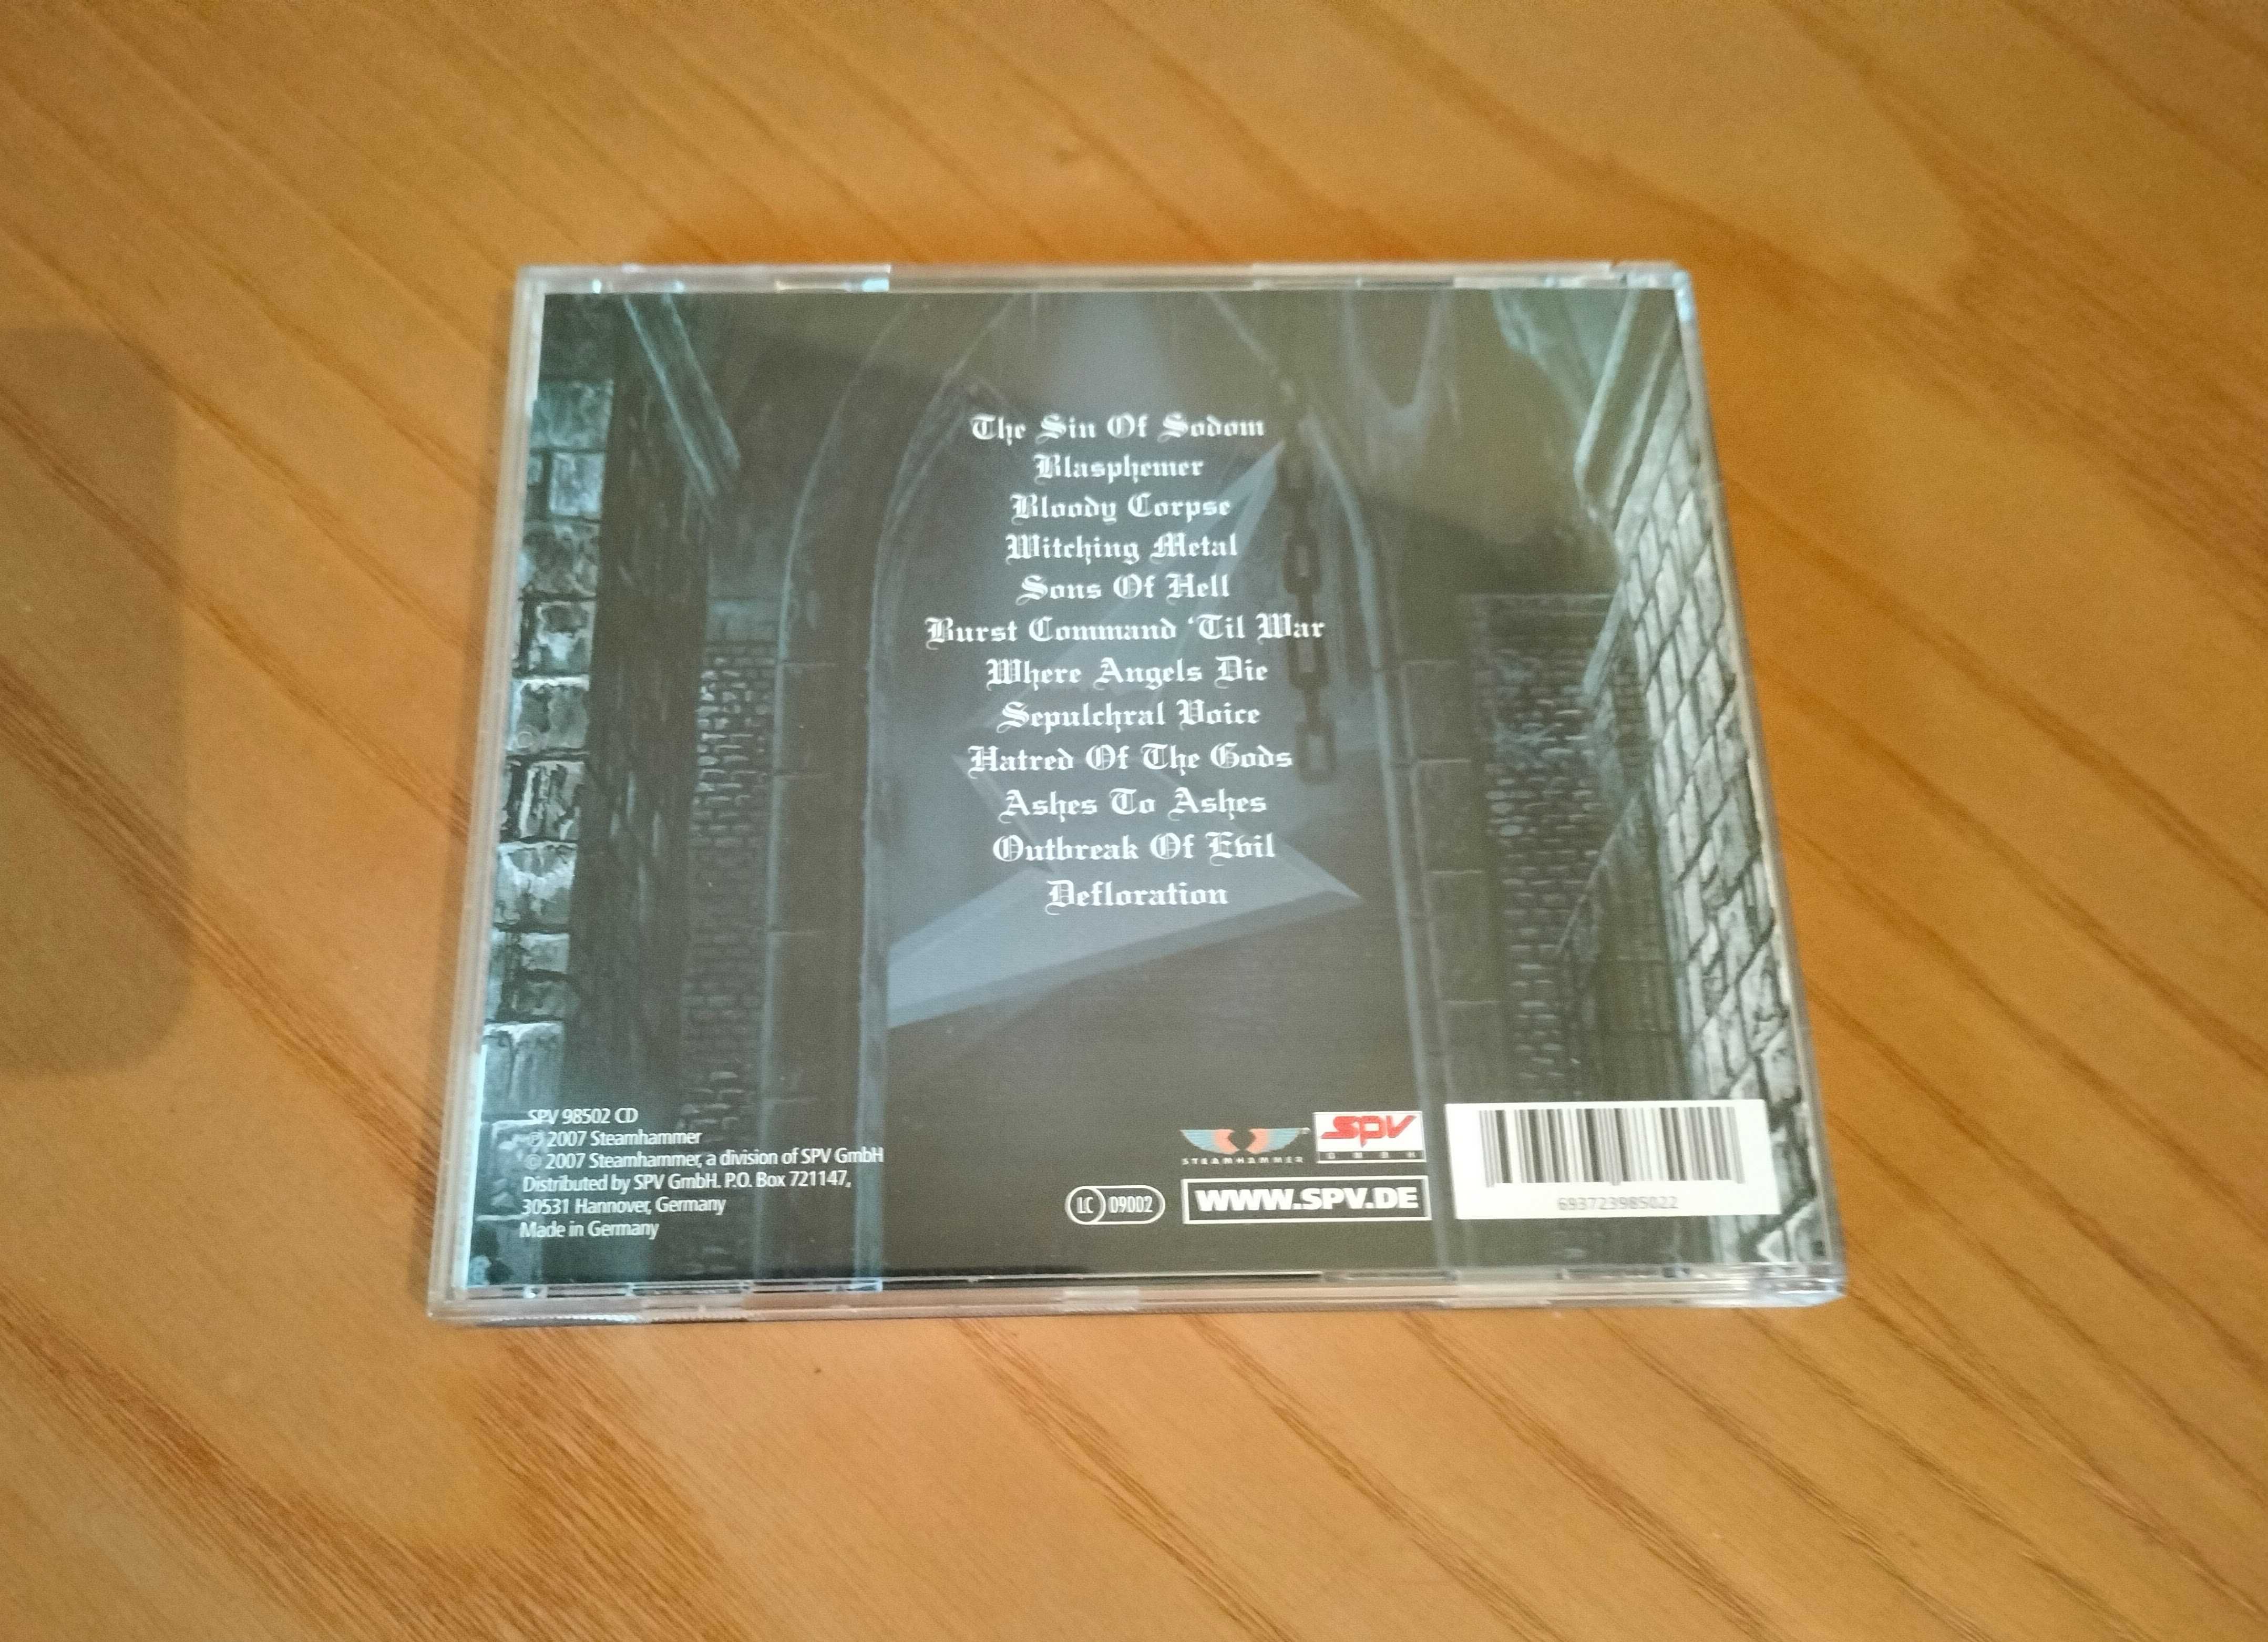 The Sin Of Sodom
Blasphemer
Bloody Corpse
Witching Metal
Sons Of Hell
Burst Command 'Til War
Where Angels Die
Sepulchral Voice
Hatred Of The Gods
Ashes To Ashes
Outbreak Of Evil
Defloration
SPV 98502 CD
℗ 2007 Steamhammer
© 2007 Steamhammer, a division of SPV GmbH
Distributed by SPV GmbH. P.O. Box 721147,
30531 Hannover, Germany
Made in Germany
STEAMHAMMER
SPV
GMBH
LC 09002
WWW.SPV.DE
693723985022